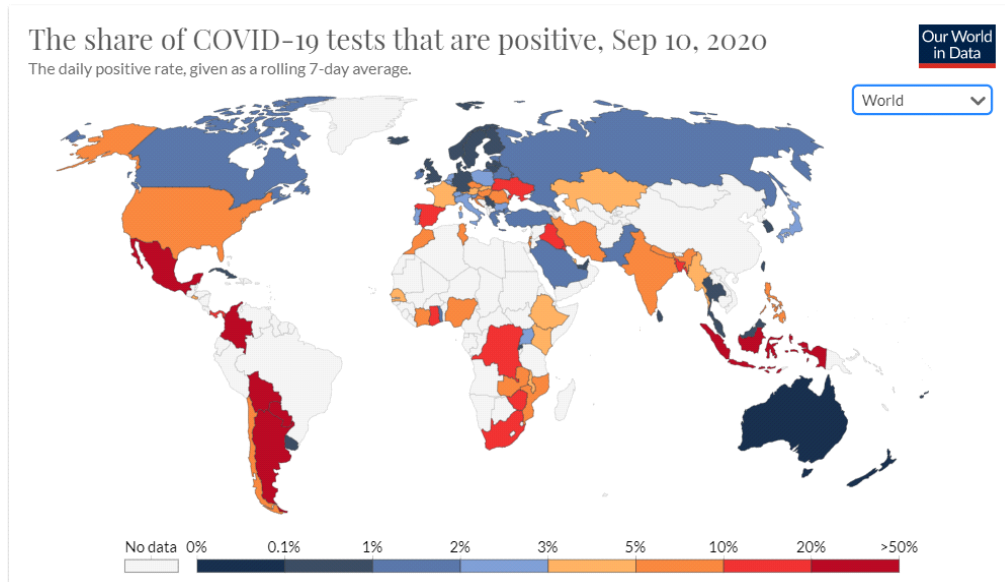 The share of COVID-19 tests that are positive, Sep 10, 2020
The daily positive rate, given as a rolling 7-day average.
Our World
in Data
World
No data 0% 0.1% 1% 2% 3% 5% 10% 20% >50%